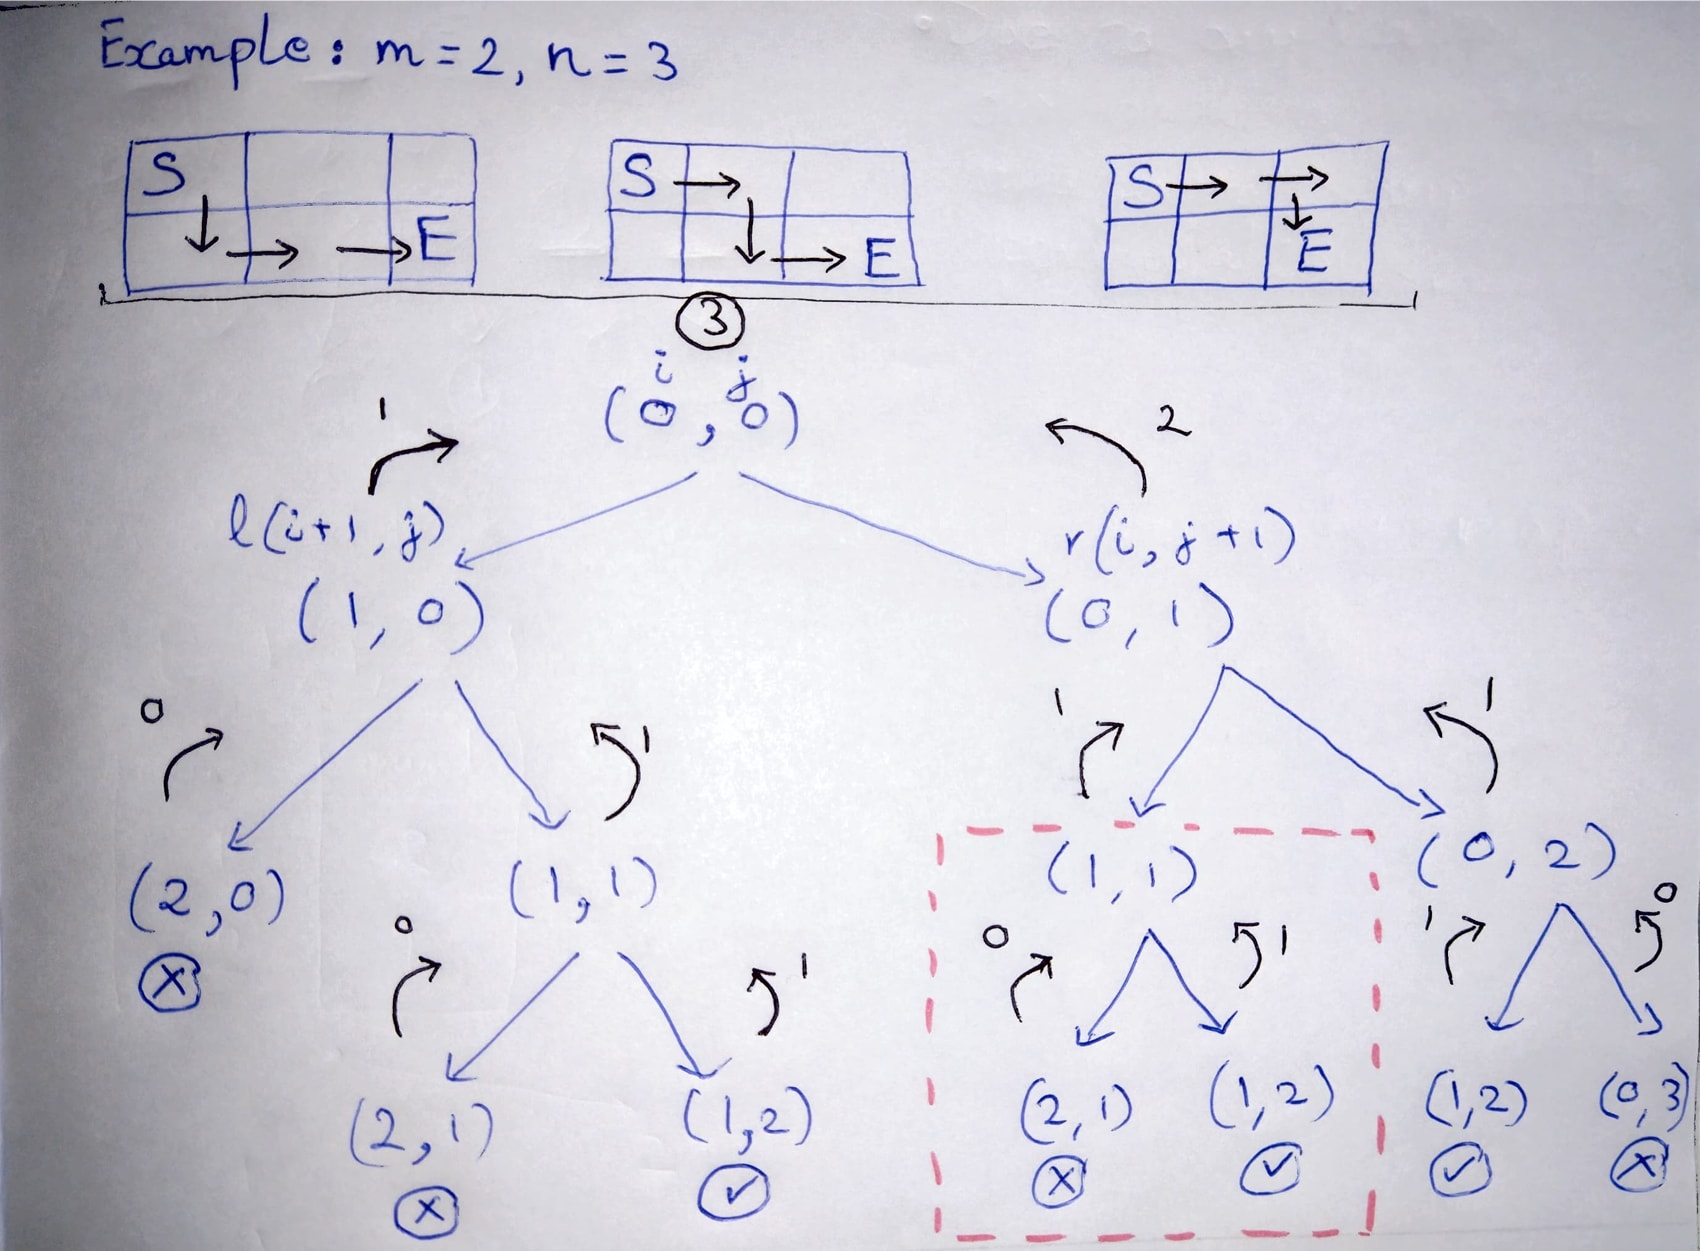 Example: m=2, n=3
S
E
S
E
S
E
3
i j
(0, 0)
1
2
l(i+1, j)
r(i, j+1)
(1, 0)
(0, 1)
0
1
1
1
(2, 0)
(1, 1)
(1, 1)
(0, 2)
x
0
1
0
1
1
0
(2, 1)
(1, 2)
(2, 1)
(1, 2)
(1, 2)
(0, 3)
x
✓
x
✓
✓
x